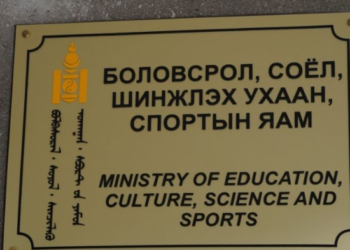 БОЛОВСРОЛ, СОЁЛ,
ШИНЖЛЭХ УХААН,
СПОРТЫН ЯАМ
MINISTRY OF EDUCATION,
CULTURE, SCIENCE AND
SPORTS